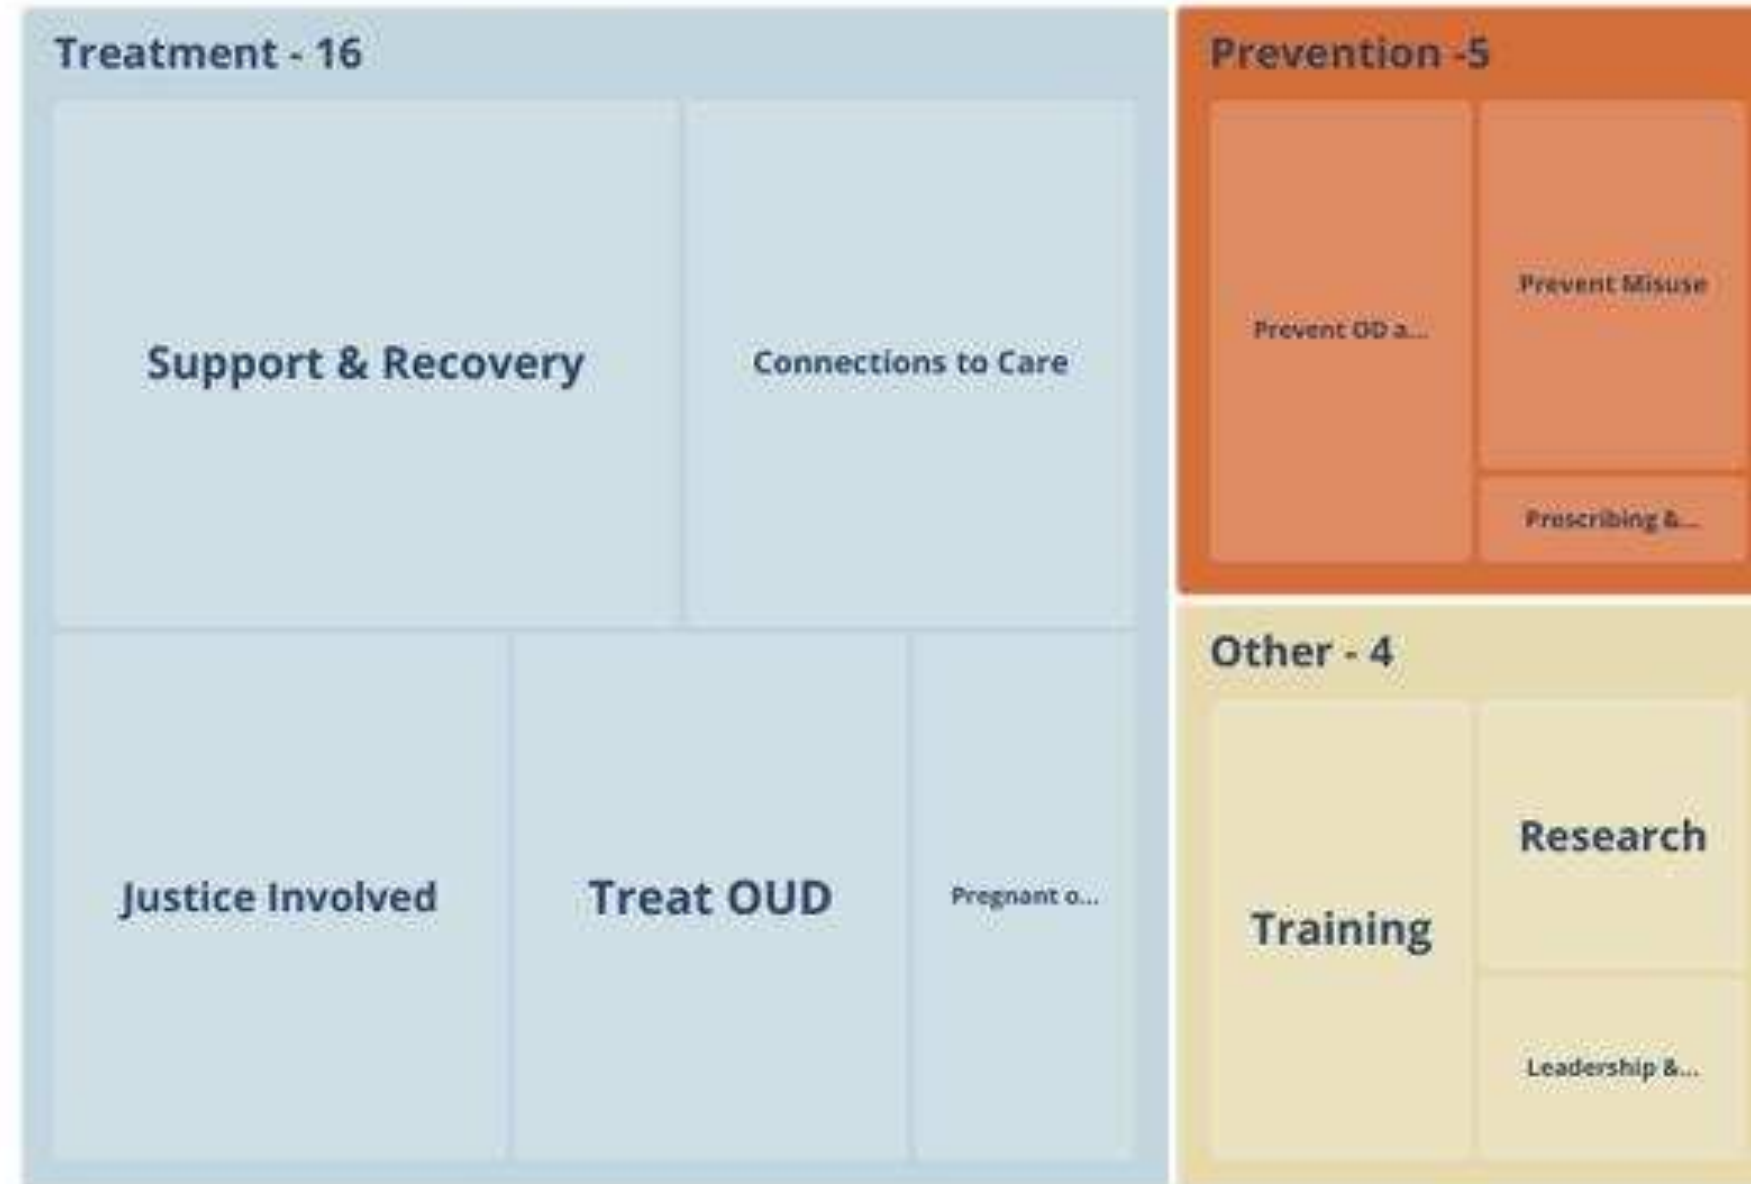 Treatment - 16
Support & Recovery
Connections to Care
Justice Involved
Treat OUD
Pregnant o...
Prevention -5
Prevent OD a...
Prevent Misuse
Prescribing &...
Other - 4
Training
Research
Leadership &...